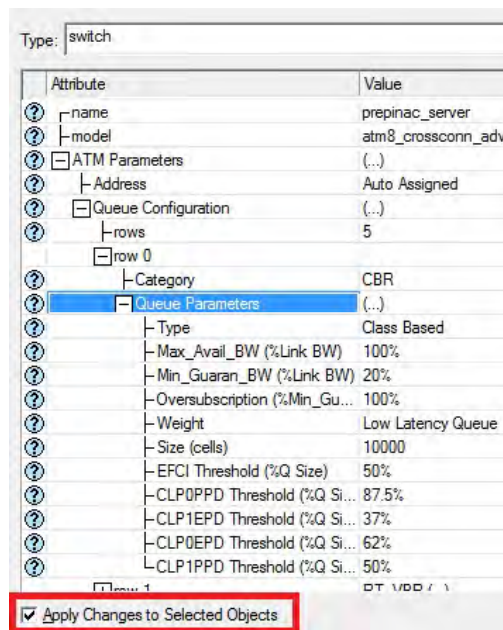 Type: switch
Attribute Value
name prepinac_server
model atm8_crossconn_adv
ATM Parameters (...)
Address Auto Assigned
Queue Configuration (...)
rows 5
row 0
Category CBR
Queue Parameters (...)
Type Class Based
Max_Avail_BW (%Link BW) 100%
Min_Guaran_BW (%Link BW) 20%
Oversubscription (%Min_Gu... 100%
Weight Low Latency Queue
Size (cells) 10000
EFCI Threshold (%Q Size) 50%
CLP0PPD Threshold (%Q Si... 87.5%
CLP1EPD Threshold (%Q Si... 37%
CLP0EPD Threshold (%Q Si... 62%
CLP1PPD Threshold (%Q Si... 50%
row 1 RT_VBR (...)
Apply Changes to Selected Objects